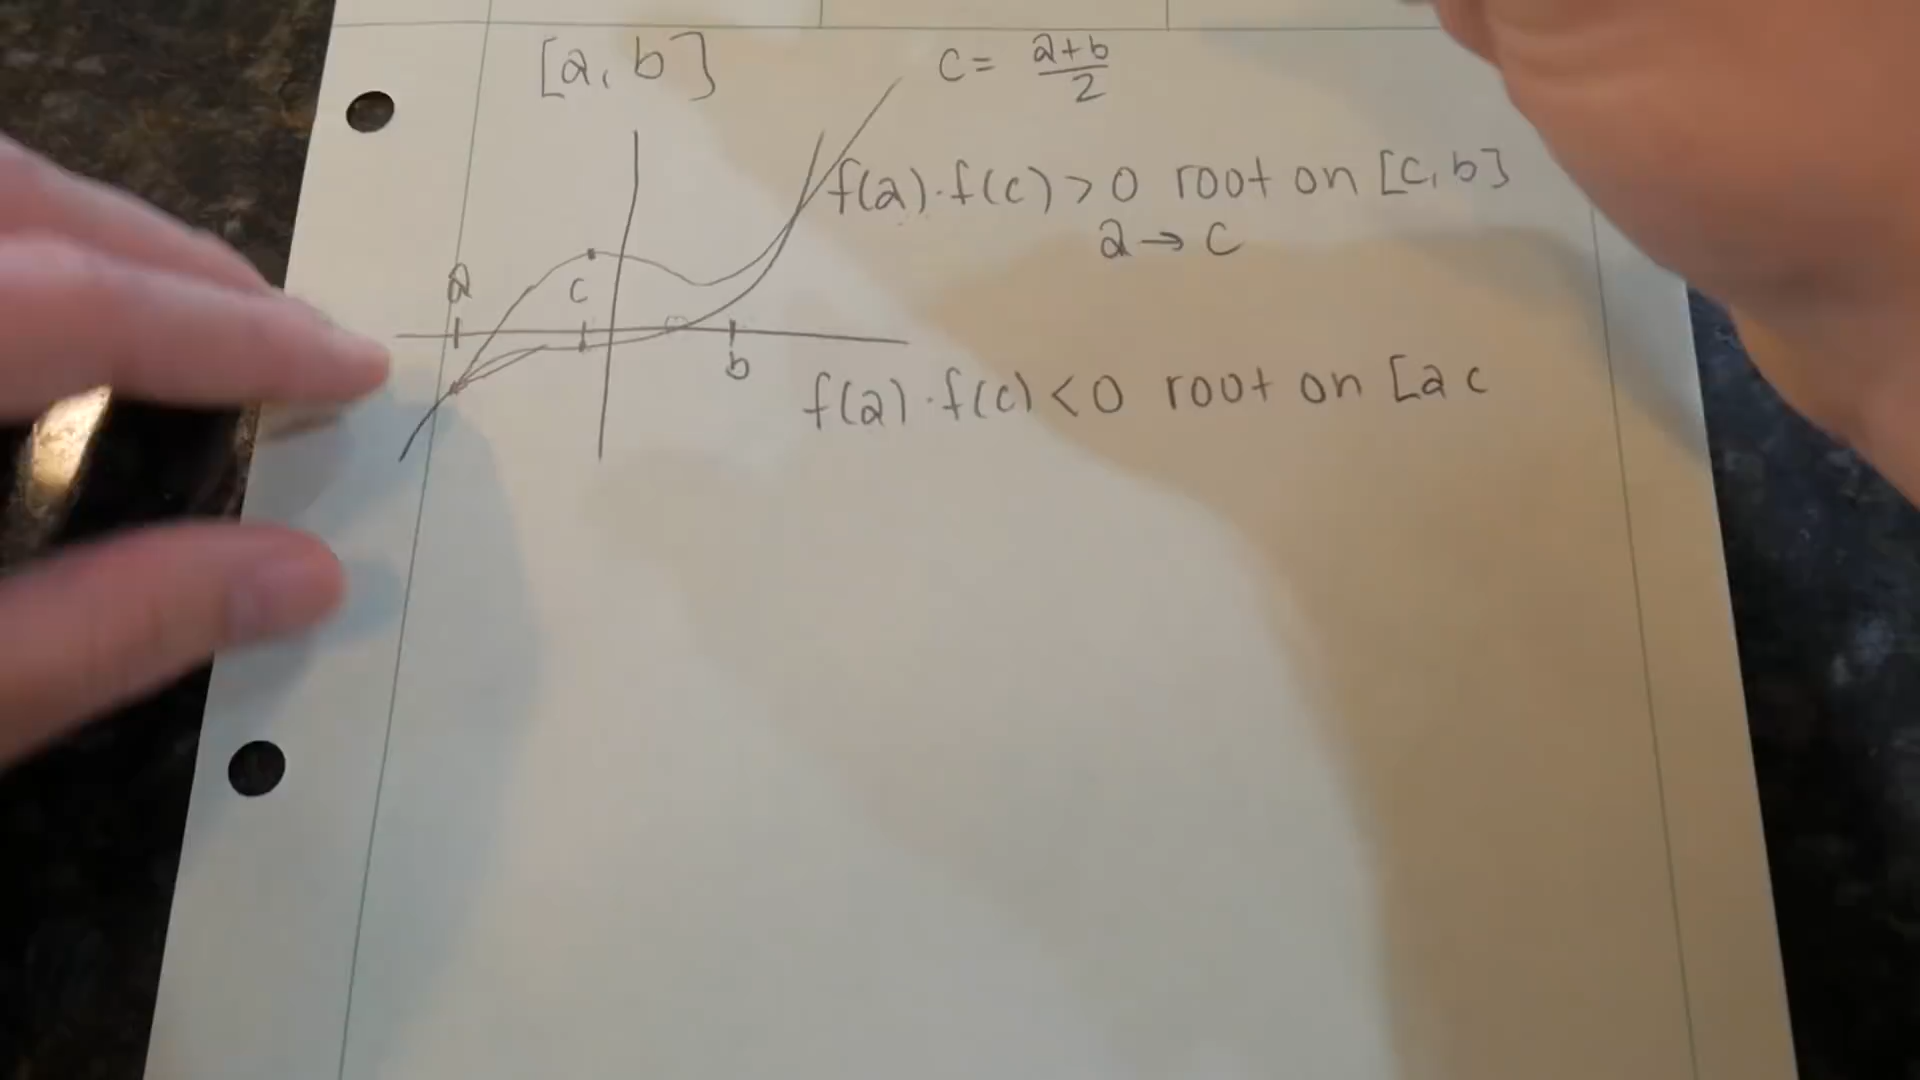 [a, b]
c = a+b/2
f(a)·f(c) > 0 root on [c, b]
a → c
a
c
b
f(a)·f(c) < 0 root on [a c